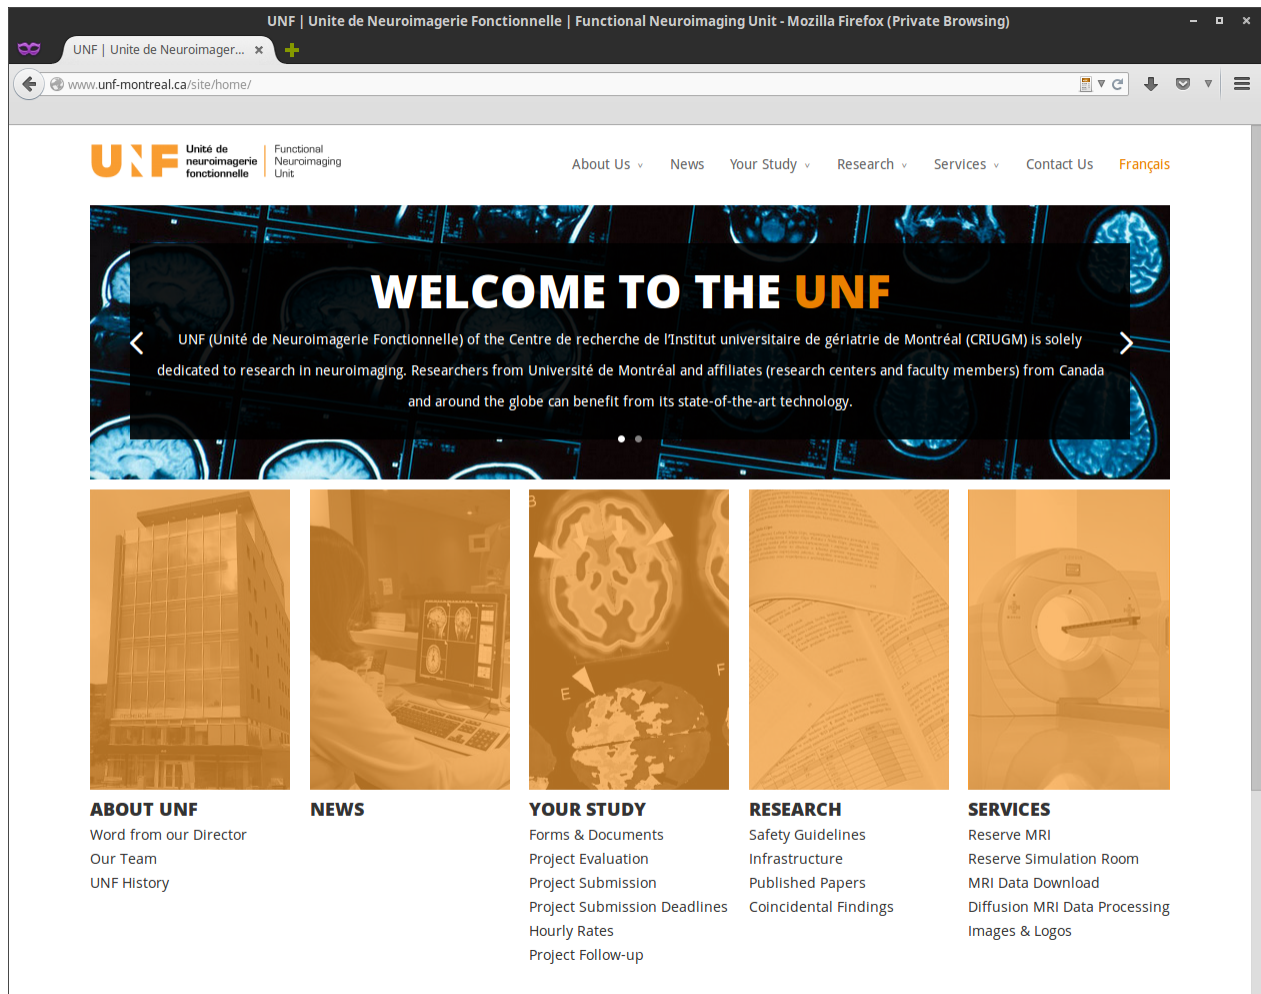 UNF | Unite de Neuroimagerie Fonctionnelle | Functional Neuroimaging Unit - Mozilla Firefox (Private Browsing)
UNF | Unite de Neuroimager...
www.unf-montreal.ca/site/home/
UNF
Unité de
neuroimagerie
fonctionnelle
Functional
Neuroimaging
Unit
About Us News Your Study Research Services Contact Us Français
WELCOME TO THE UNF
UNF (Unité de Neuroimagerie Fonctionnelle) of the Centre de recherche de l'Institut universitaire de gériatrie de Montréal (CRIUGM) is solely
dedicated to research in neuroimaging. Researchers from Université de Montréal and affiliates (research centers and faculty members) from Canada
and around the globe can benefit from its state-of-the-art technology.
B
E
F
ABOUT UNF
Word from our Director
Our Team
UNF History
NEWS
YOUR STUDY
Forms & Documents
Project Evaluation
Project Submission
Project Submission Deadlines
Hourly Rates
Project Follow-up
RESEARCH
Safety Guidelines
Infrastructure
Published Papers
Coincidental Findings
SERVICES
Reserve MRI
Reserve Simulation Room
MRI Data Download
Diffusion MRI Data Processing
Images & Logos